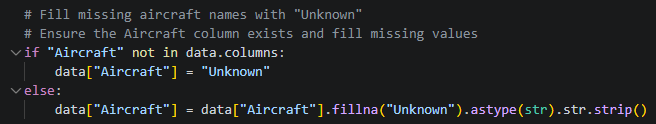 # Fill missing aircraft names with "Unknown"
# Ensure the Aircraft column exists and fill missing values
if "Aircraft" not in data.columns:
    data["Aircraft"] = "Unknown"
else:
    data["Aircraft"] = data["Aircraft"].fillna("Unknown").astype(str).str.strip()